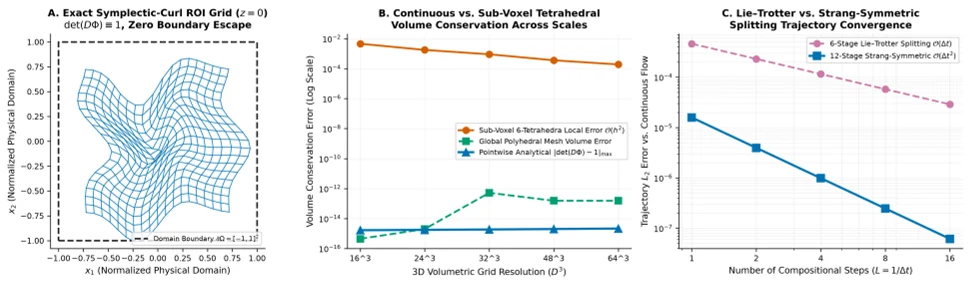 A. Exact Symplectic-Curl ROI Grid (z = 0)
det(DΦ) ≡ 1, Zero Boundary Escape
1.00
0.75
0.50
0.25
0.00
−0.25
−0.50
−0.75
−1.00
x₂ (Normalized Physical Domain)
Domain Boundary ∂Ω = [−1, 1]²
−1.00 −0.75 −0.50 −0.25 0.00 0.25 0.50 0.75 1.00
x₁ (Normalized Physical Domain)
B. Continuous vs. Sub-Voxel Tetrahedral
Volume Conservation Across Scales
10⁻²
10⁻⁴
10⁻⁶
10⁻⁸
10⁻¹⁰
10⁻¹²
10⁻¹⁴
10⁻¹⁶
Volume Conservation Error (Log Scale)
Sub-Voxel 6-Tetrahedra Local Error 𝒪(h²)
Global Polyhedral Mesh Volume Error
Pointwise Analytical |det(DΦ) − 1|max
16^3 24^3 32^3 48^3 64^3
3D Volumetric Grid Resolution (D³)
C. Lie–Trotter vs. Strang-Symmetric
Splitting Trajectory Convergence
6-Stage Lie–Trotter Splitting 𝒪(Δt)
12-Stage Strang-Symmetric 𝒪(Δt²)
10⁻⁴
10⁻⁵
10⁻⁶
10⁻⁷
Trajectory L₂ Error vs. Continuous Flow
1 2 4 8 16
Number of Compositional Steps (L = 1/Δt)